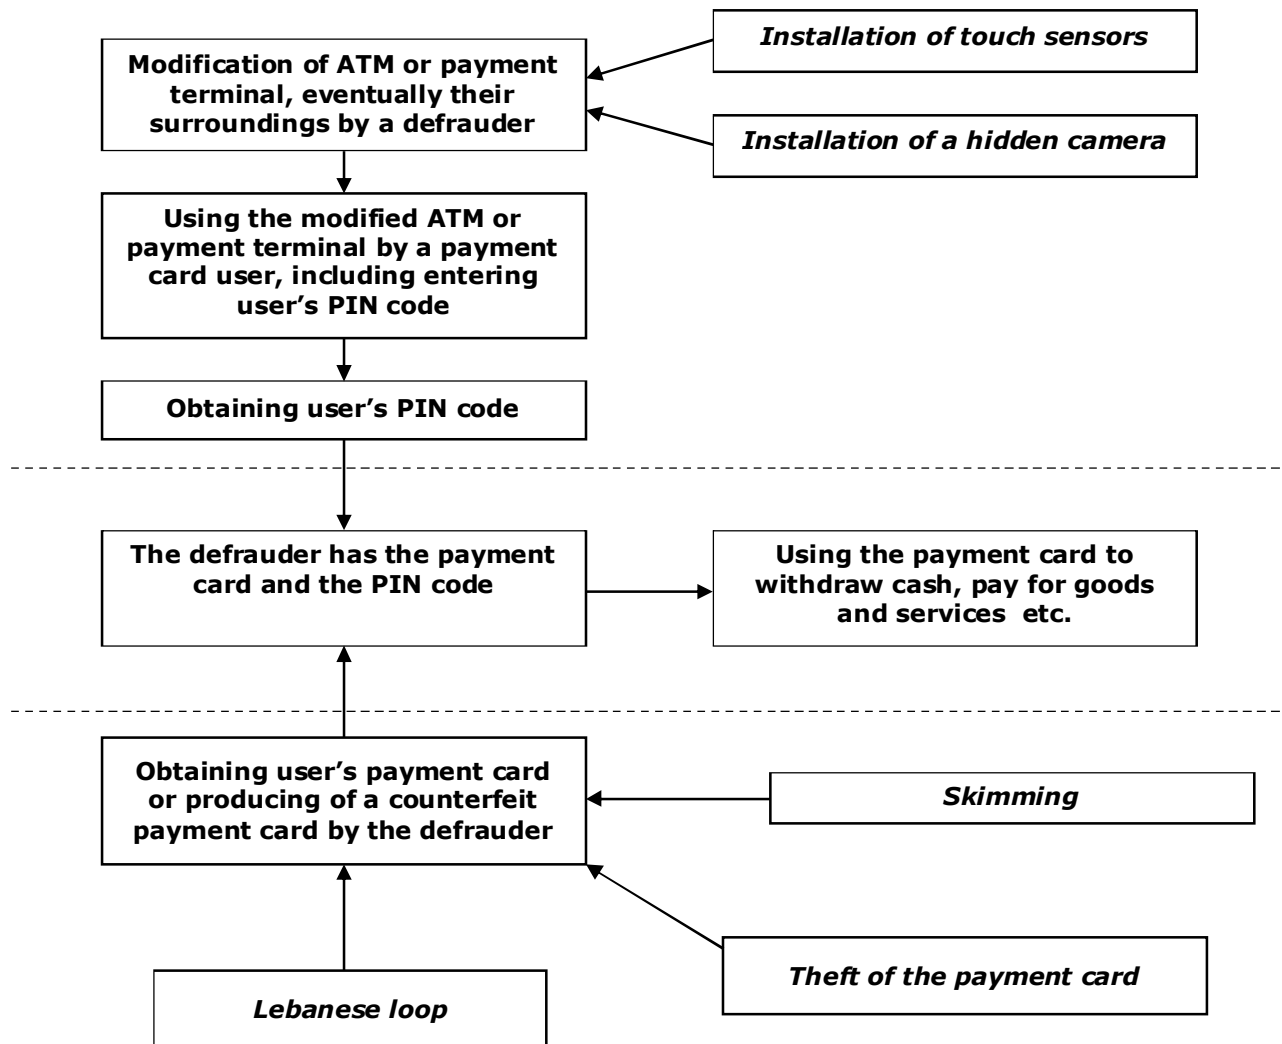 Installation of touch sensors
Modification of ATM or payment
terminal, eventually their
surroundings by a defrauder
Installation of a hidden camera
Using the modified ATM or
payment terminal by a payment
card user, including entering
user’s PIN code
Obtaining user’s PIN code
The defrauder has the payment
card and the PIN code
Using the payment card to
withdraw cash, pay for goods
and services etc.
Obtaining user’s payment card
or producing of a counterfeit
payment card by the defrauder
Skimming
Theft of the payment card
Lebanese loop